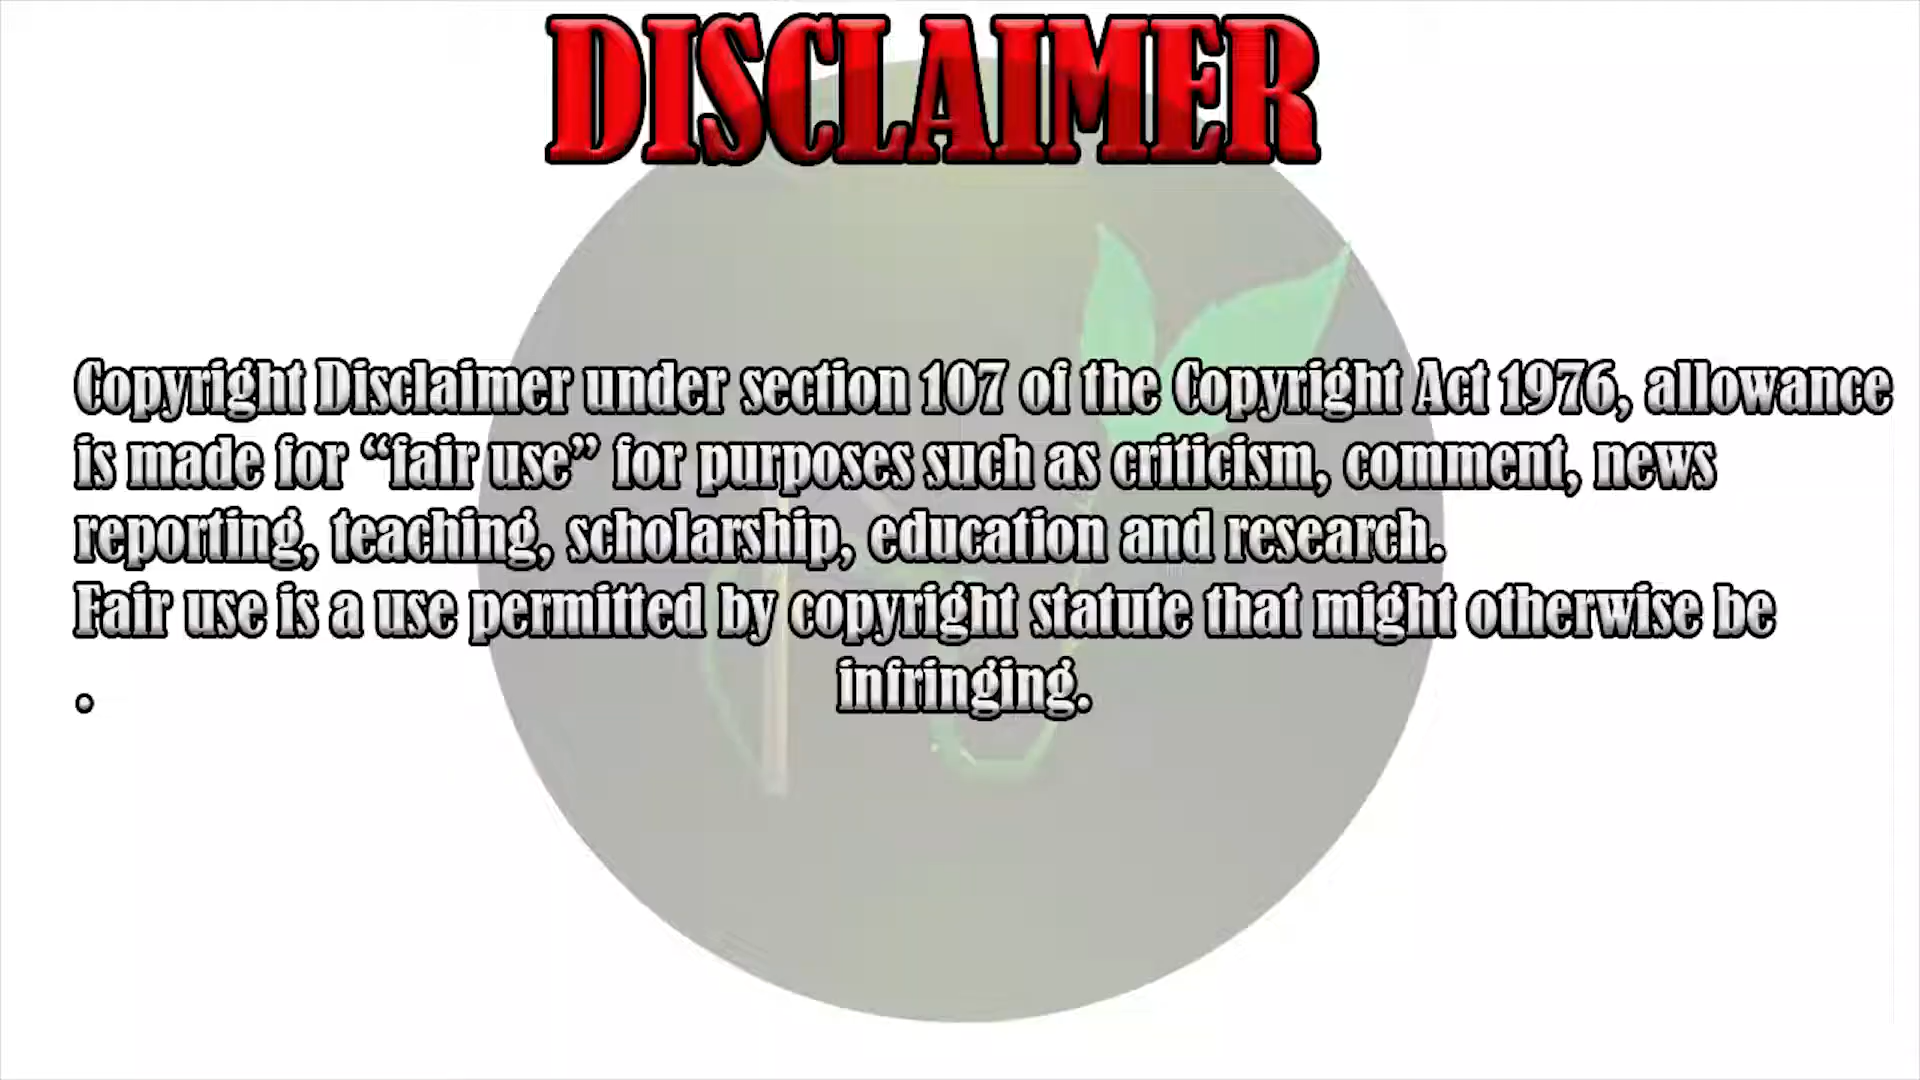 DISCLAIMER
Copyright Disclaimer under section 107 of the Copyright Act 1976, allowance
is made for “fair use” for purposes such as criticism, comment, news
reporting, teaching, scholarship, education and research.
Fair use is a use permitted by copyright statute that might otherwise be
. infringing.